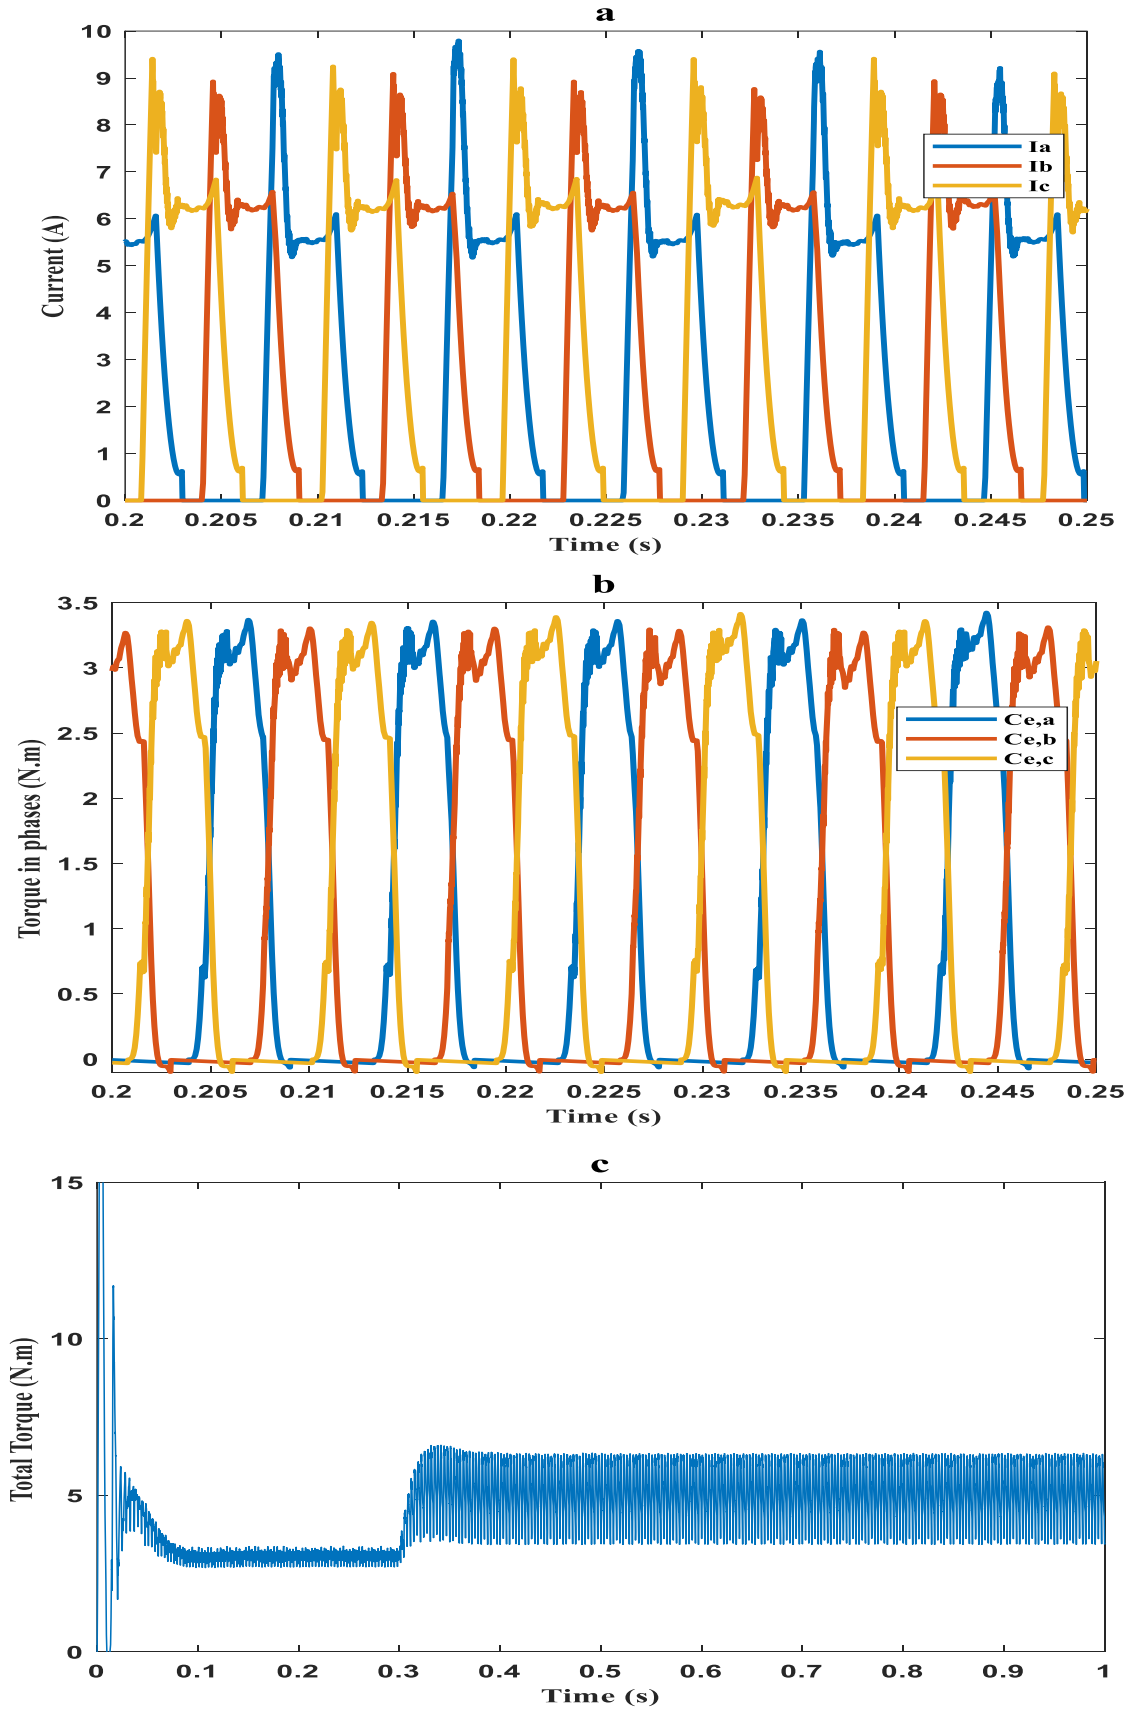 a
10
9
8
7
6
5
4
3
2
1
0
Current (A)
Ia
Ib
Ic
0.2 0.205 0.21 0.215 0.22 0.225 0.23 0.235 0.24 0.245 0.25
Time (s)
b
3.5
3
2.5
2
1.5
1
0.5
0
Torque in phases (N.m)
Ce,a
Ce,b
Ce,c
0.2 0.205 0.21 0.215 0.22 0.225 0.23 0.235 0.24 0.245 0.25
Time (s)
c
15
10
5
0
Total Torque (N.m)
0 0.1 0.2 0.3 0.4 0.5 0.6 0.7 0.8 0.9 1
Time (s)